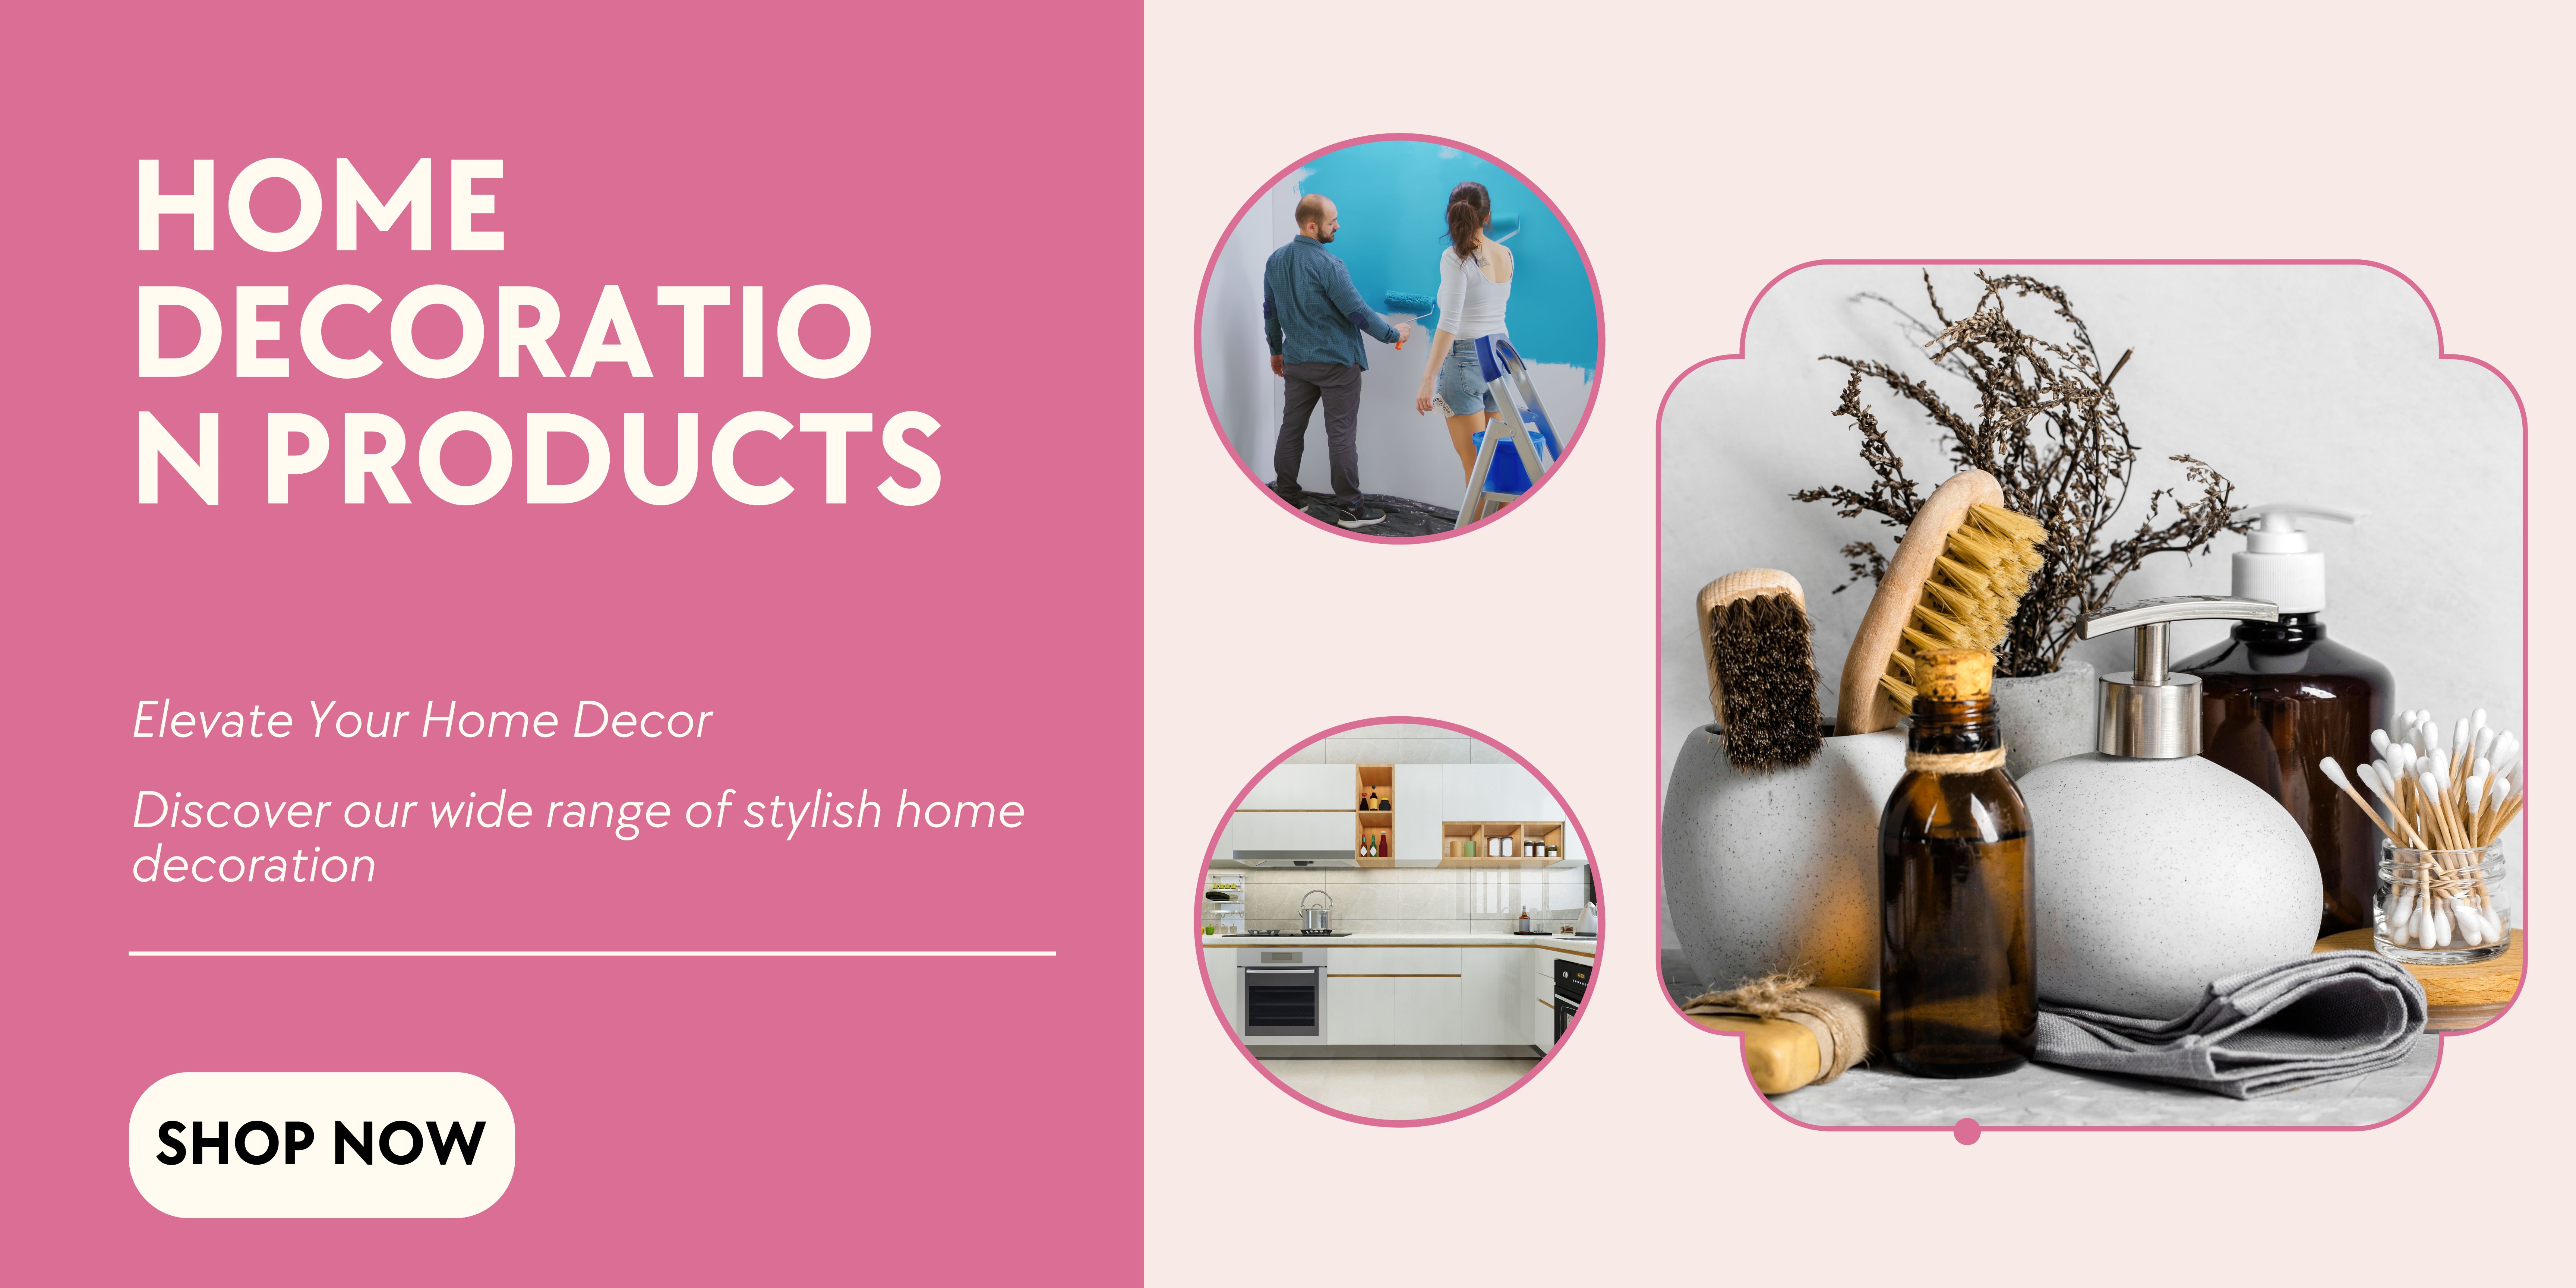 HOME
DECORATIO
N PRODUCTS
Elevate Your Home Decor
Discover our wide range of stylish home
decoration
SHOP NOW